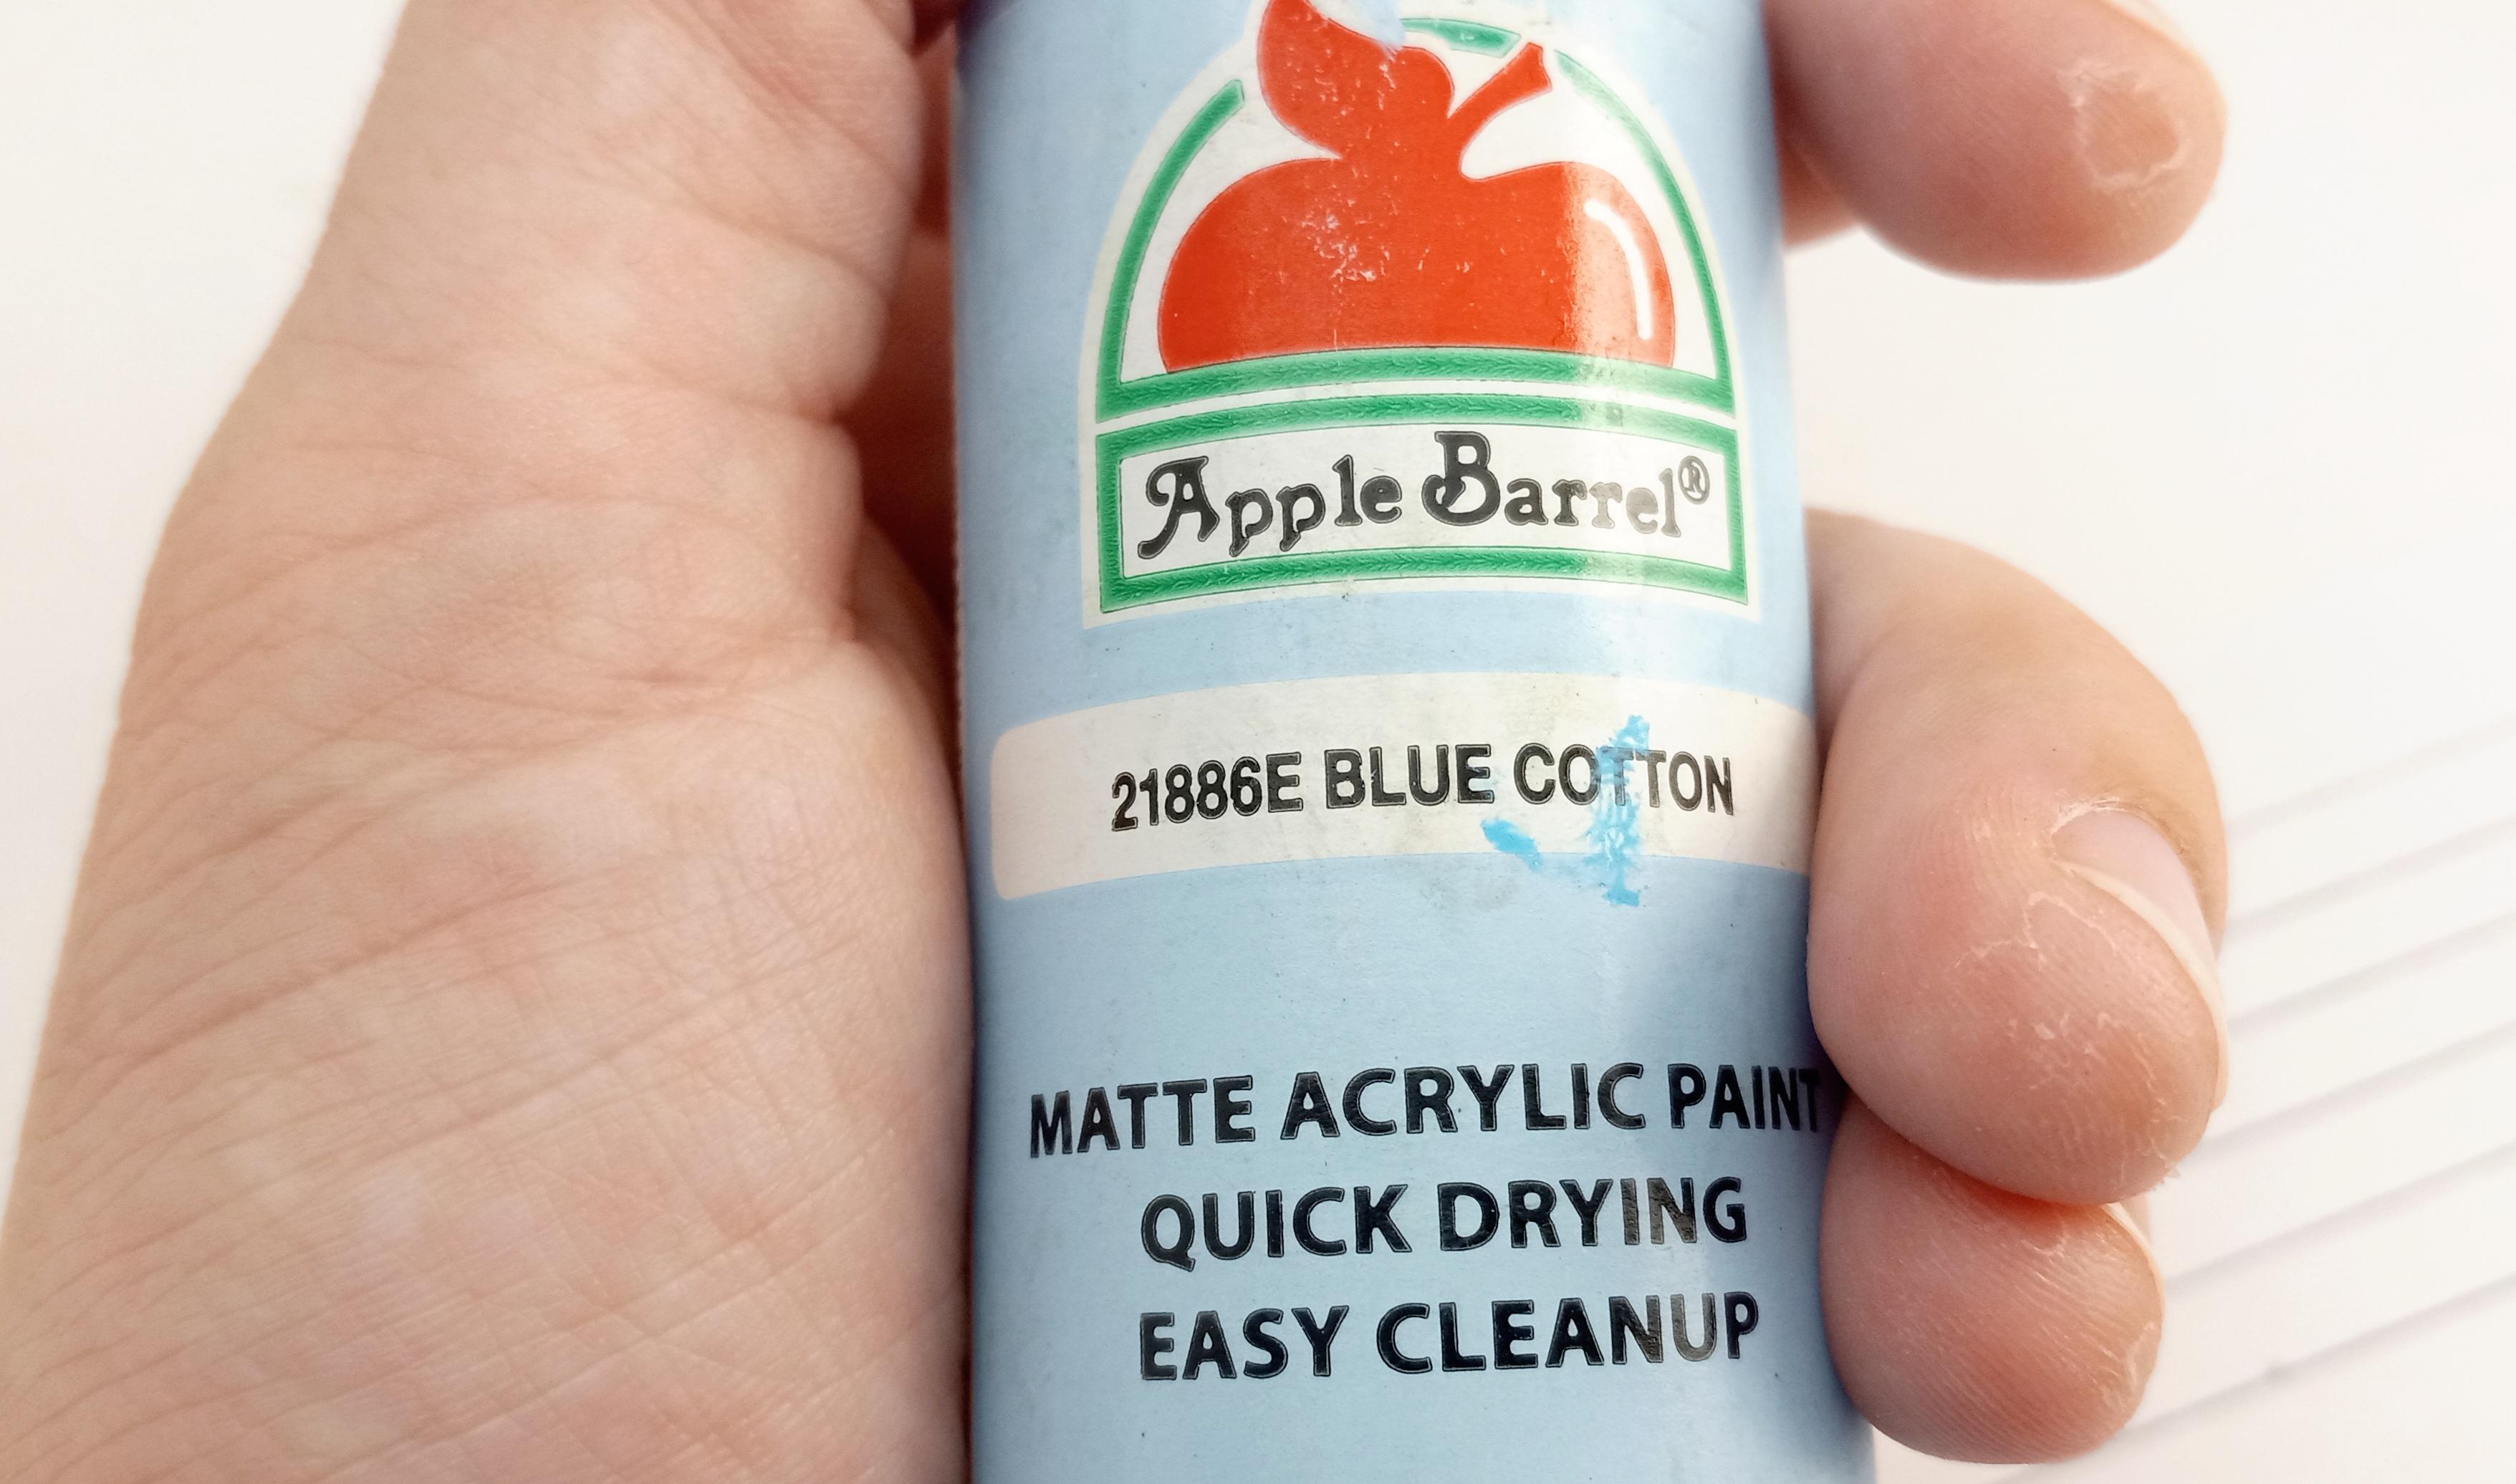 Apple Barrel®
21886E BLUE COTTON
MATTE ACRYLIC PAINT
QUICK DRYING
EASY CLEANUP